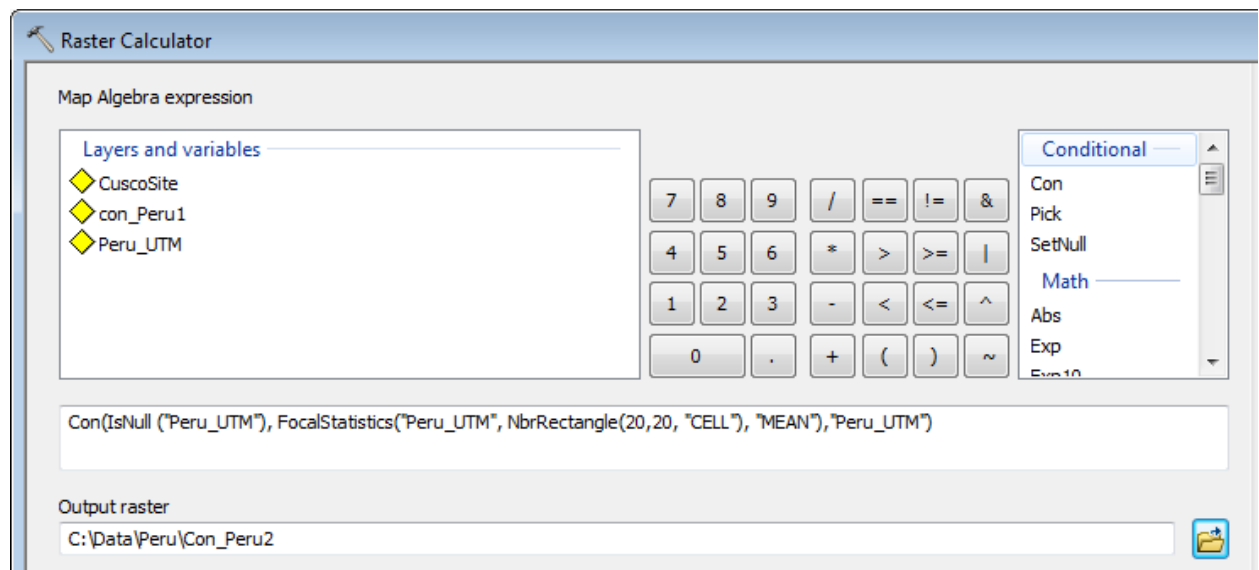 Raster Calculator
Map Algebra expression
Layers and variables
CuscoSite
con_Peru1
Peru_UTM
7 8 9 / == != &
4 5 6 * > >= |
1 2 3 - < <= ^
0 . + ( ) ~
Conditional
Con
Pick
SetNull
Math
Abs
Exp
Exp10
Con(IsNull ("Peru_UTM"), FocalStatistics("Peru_UTM", NbrRectangle(20,20, "CELL"), "MEAN"),"Peru_UTM")
Output raster
C:\Data\Peru\Con_Peru2